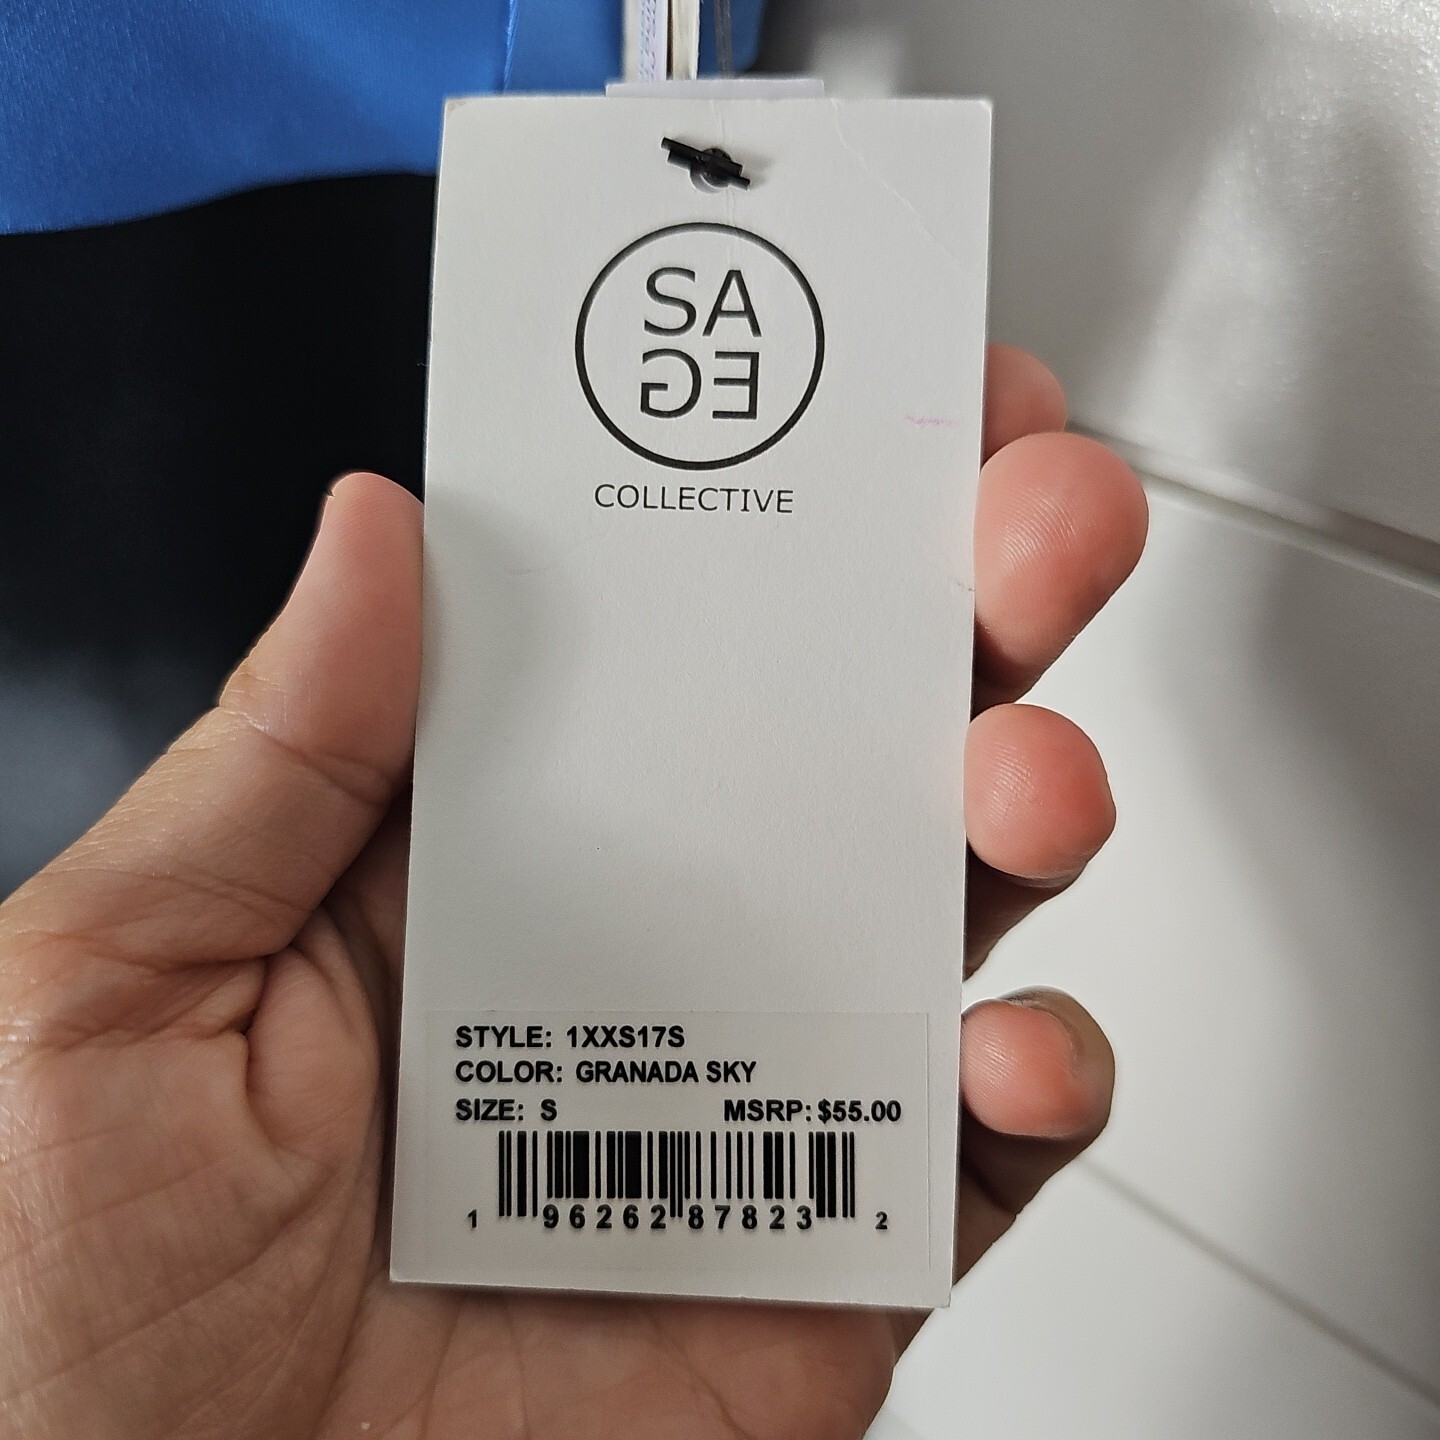 SA
GE
COLLECTIVE
STYLE: 1XXS17S
COLOR: GRANADA SKY
SIZE: S MSRP: $55.00
1 96262 87823 2